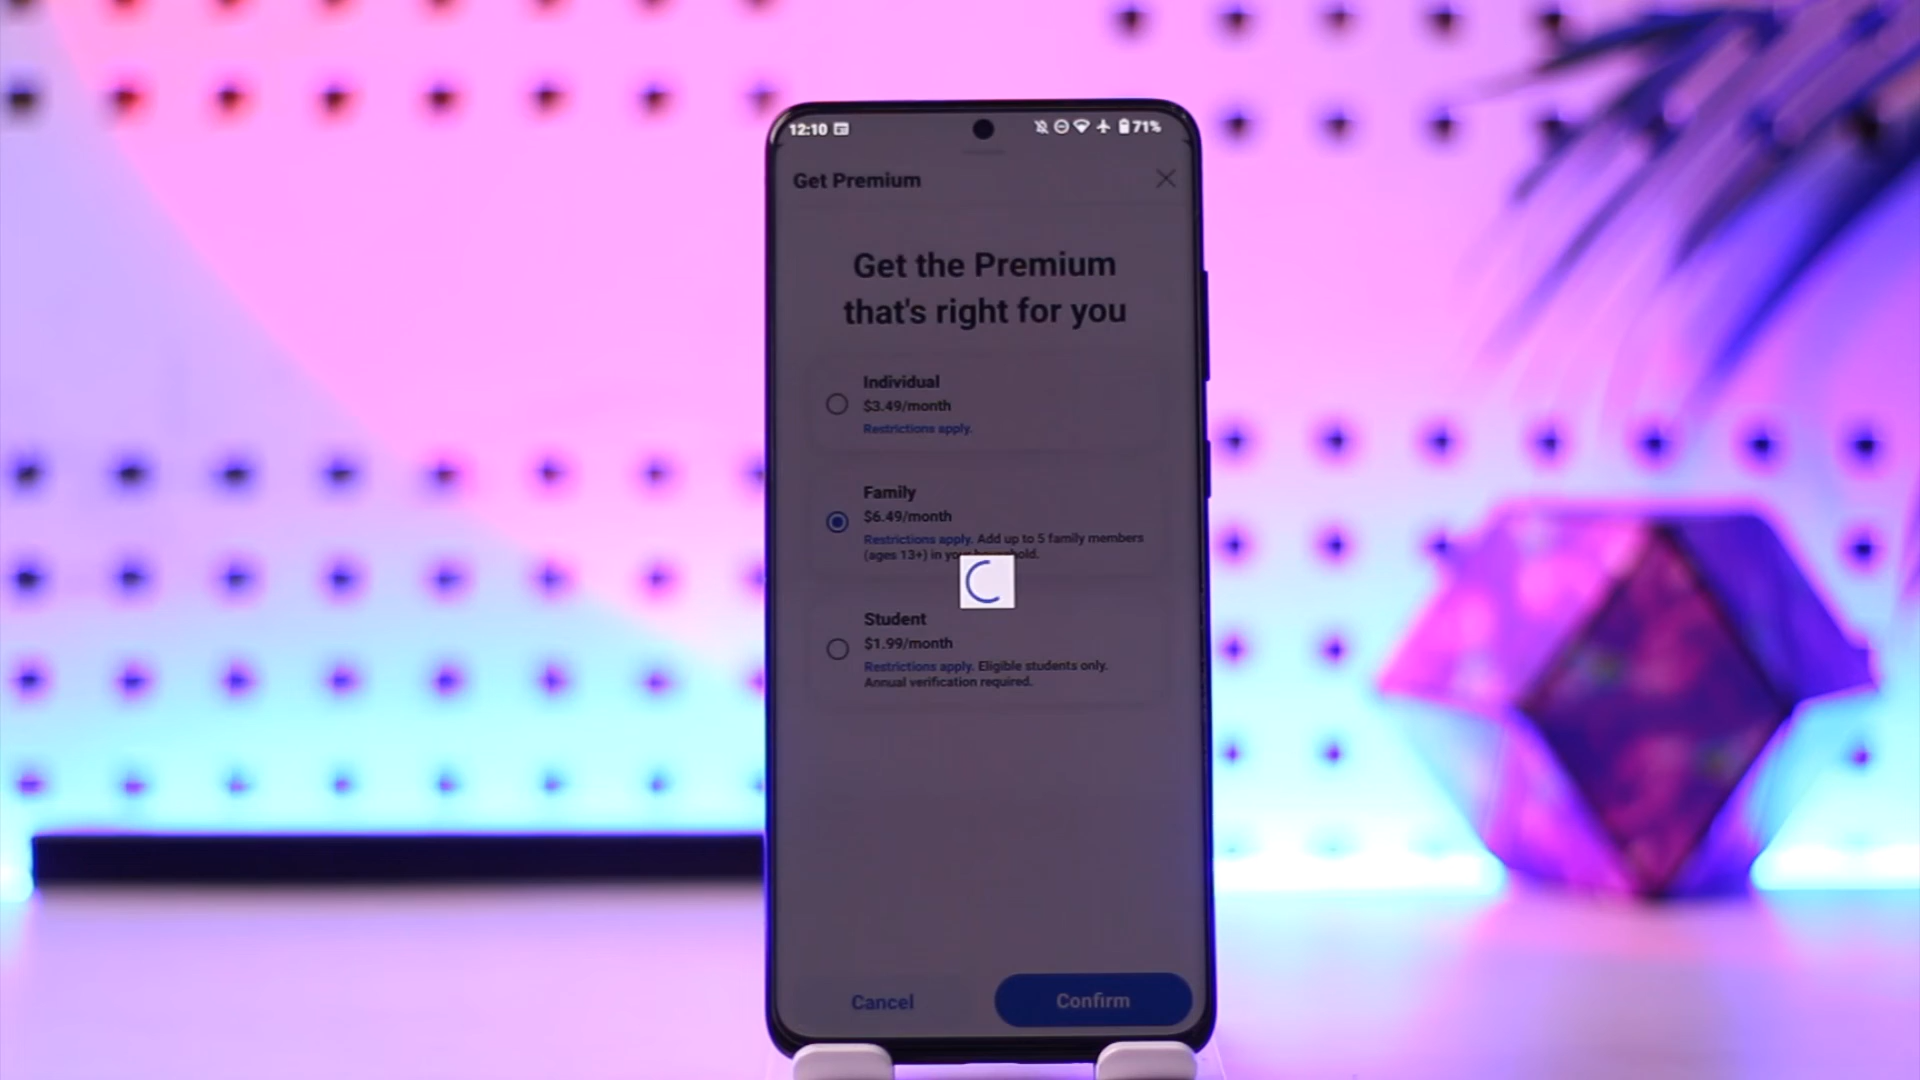 12:10
71%
Get Premium
Get the Premium
that's right for you
Individual
$3.49/month
Restrictions apply.
Family
$6.49/month
Restrictions apply. Add up to 5 family members
(ages 13+) in your household.
Student
$1.99/month
Restrictions apply. Eligible students only.
Annual verification required.
Cancel
Confirm